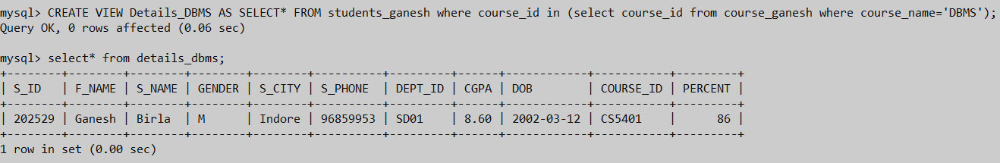 mysql> CREATE VIEW Details_DBMS AS SELECT* FROM students_ganesh where course_id in (select course_id from course_ganesh where course_name='DBMS');
Query OK, 0 rows affected (0.06 sec)
mysql> select* from details_dbms;
+--------+--------+--------+--------+--------+----------+---------+------+------------+-----------+---------+
| S_ID   | F_NAME | S_NAME | GENDER | S_CITY | S_PHONE  | DEPT_ID | CGPA | DOB        | COURSE_ID | PERCENT |
+--------+--------+--------+--------+--------+----------+---------+------+------------+-----------+---------+
| 202529 | Ganesh | Birla  | M      | Indore | 96859953 | SD01    | 8.60 | 2002-03-12 | CS5401    |      86 |
+--------+--------+--------+--------+--------+----------+---------+------+------------+-----------+---------+
1 row in set (0.00 sec)